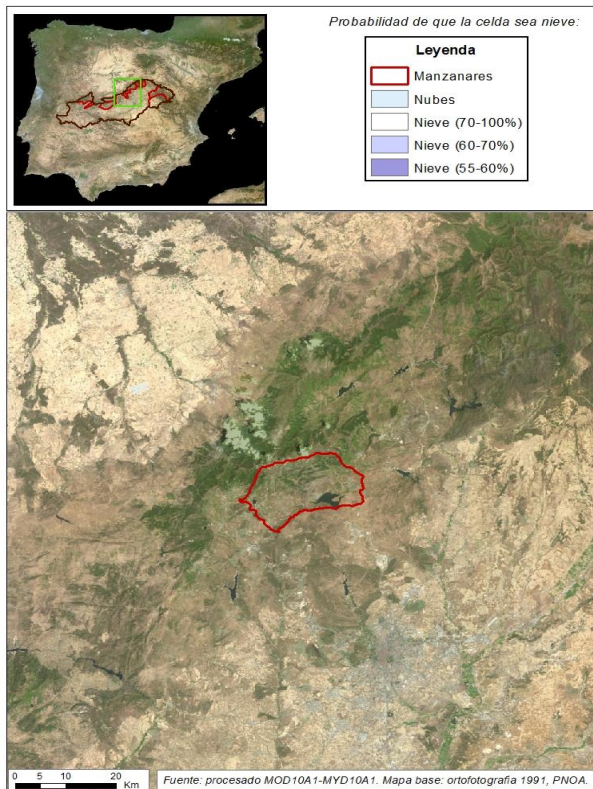 Probabilidad de que la celda sea nieve:
Leyenda
Manzanares
Nubes
Nieve (70-100%)
Nieve (60-70%)
Nieve (55-60%)
0 5 10 20
Km
Fuente: procesado MOD10A1-MYD10A1. Mapa base: ortofotografia 1991, PNOA.